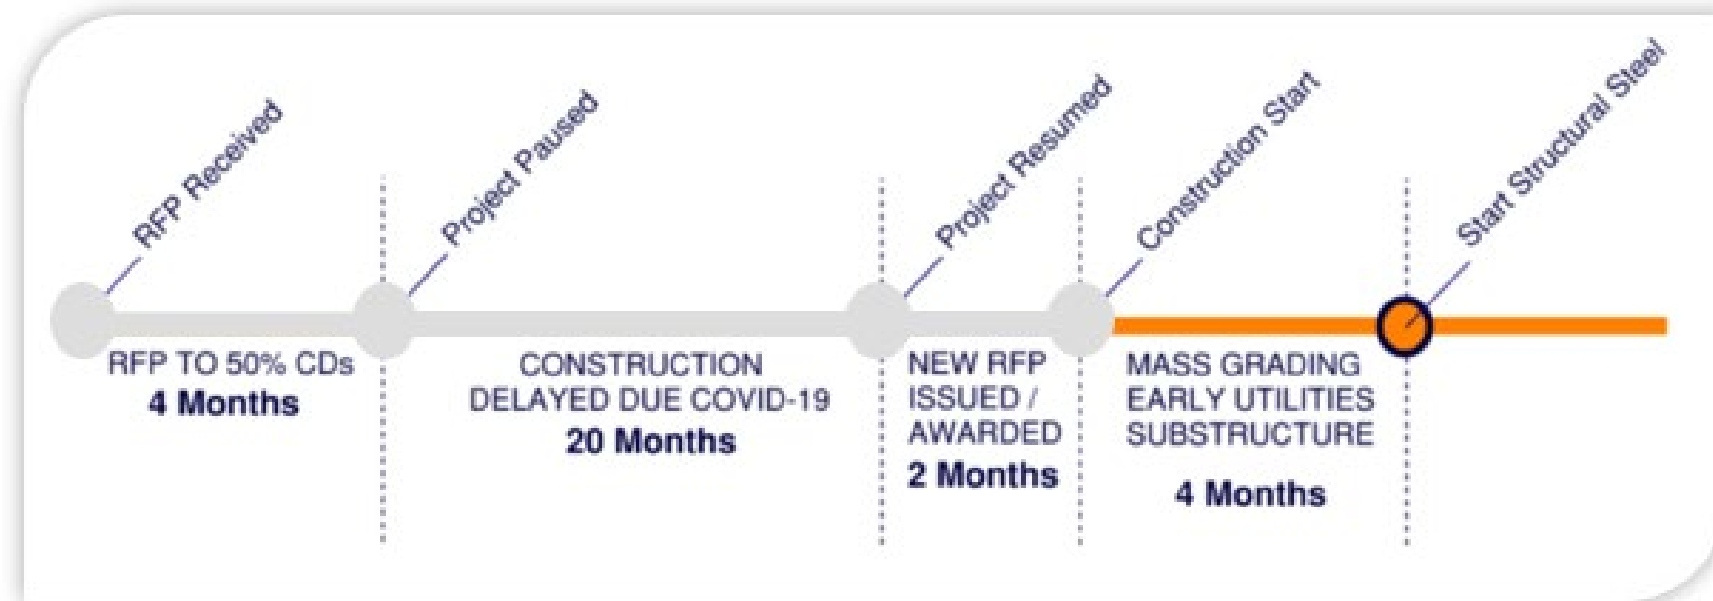 RFP Received
Project Paused
Project Resumed
Construction Start
Start Structural Steel
RFP TO 50% CDs
4 Months
CONSTRUCTION
DELAYED DUE COVID-19
20 Months
NEW RFP
ISSUED /
AWARDED
2 Months
MASS GRADING
EARLY UTILITIES
SUBSTRUCTURE
4 Months